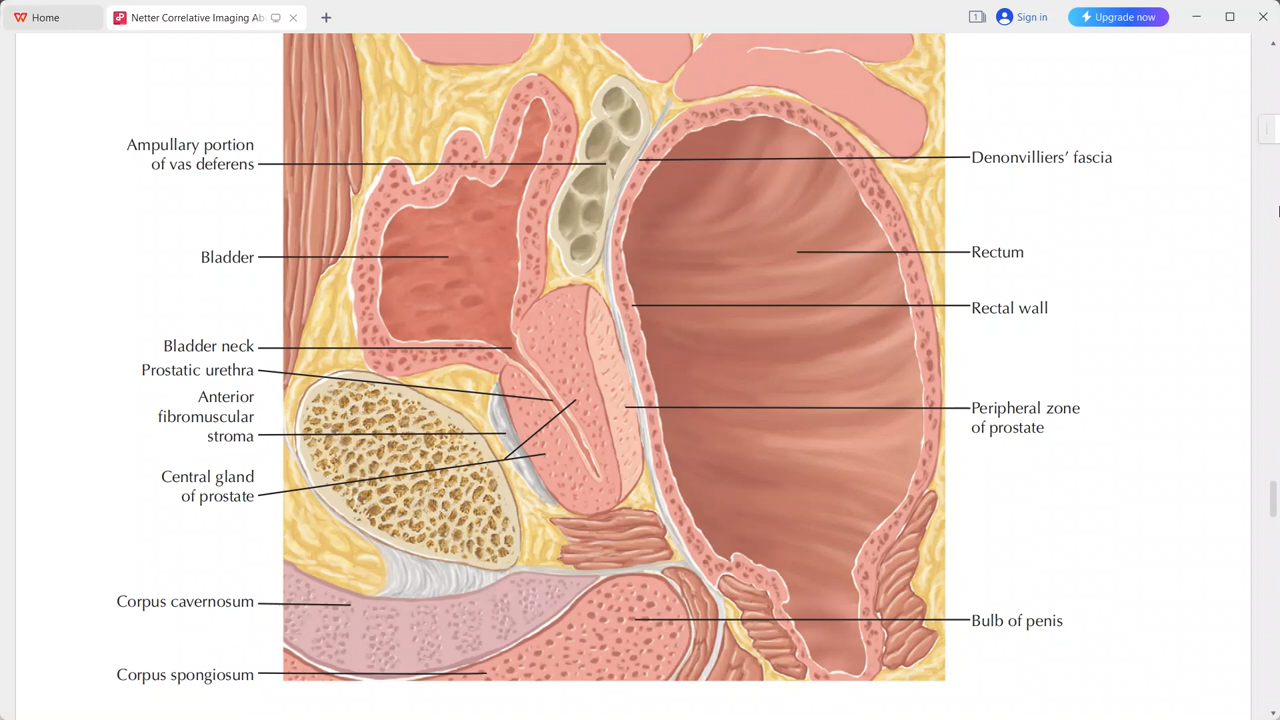 Home
Netter Correlative Imaging Ab
1
Sign in
Upgrade now
Ampullary portion
of vas deferens
Bladder
Bladder neck
Prostatic urethra
Anterior
fibromuscular
stroma
Central gland
of prostate
Corpus cavernosum
Corpus spongiosum
Denonvilliers’ fascia
Rectum
Rectal wall
Peripheral zone
of prostate
Bulb of penis